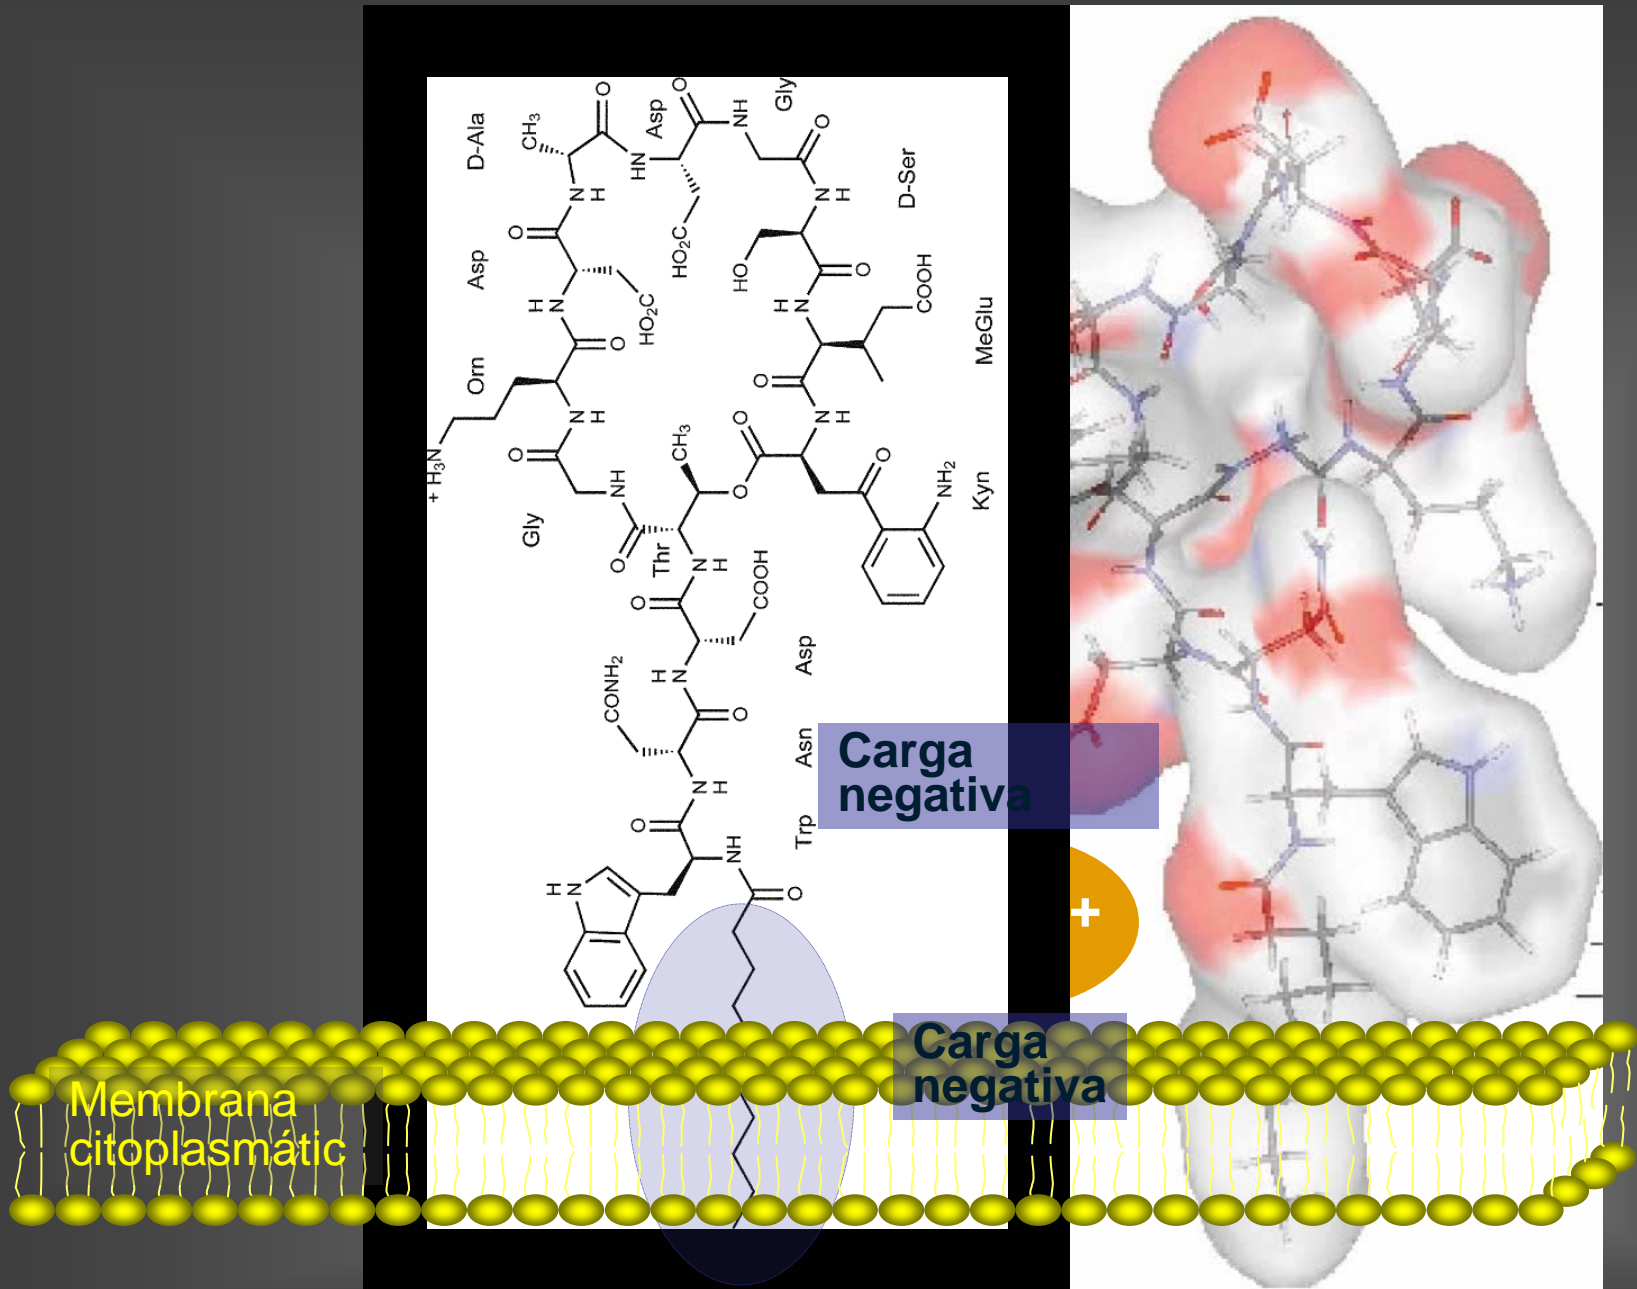 D-Ala
CH3
O
O
Asp
O
NH
Gly
O
HN
N
H
N
H
D-Ser
O
Asp
HO2C
HO
O
COOH
H
N
HO2C
H
N
MeGlu
O
Orn
O
N
H
N
H
+ H3N
O
CH3
O
O
NH
O
NH2
Kyn
Gly
O
Thr
N
H
COOH
O
Asp
H
N
CONH2
O
Asn
Carga
negativa
N
H
O
Trp
NH
H
N
O
+
Carga
negativa
Membrana
citoplasmátic